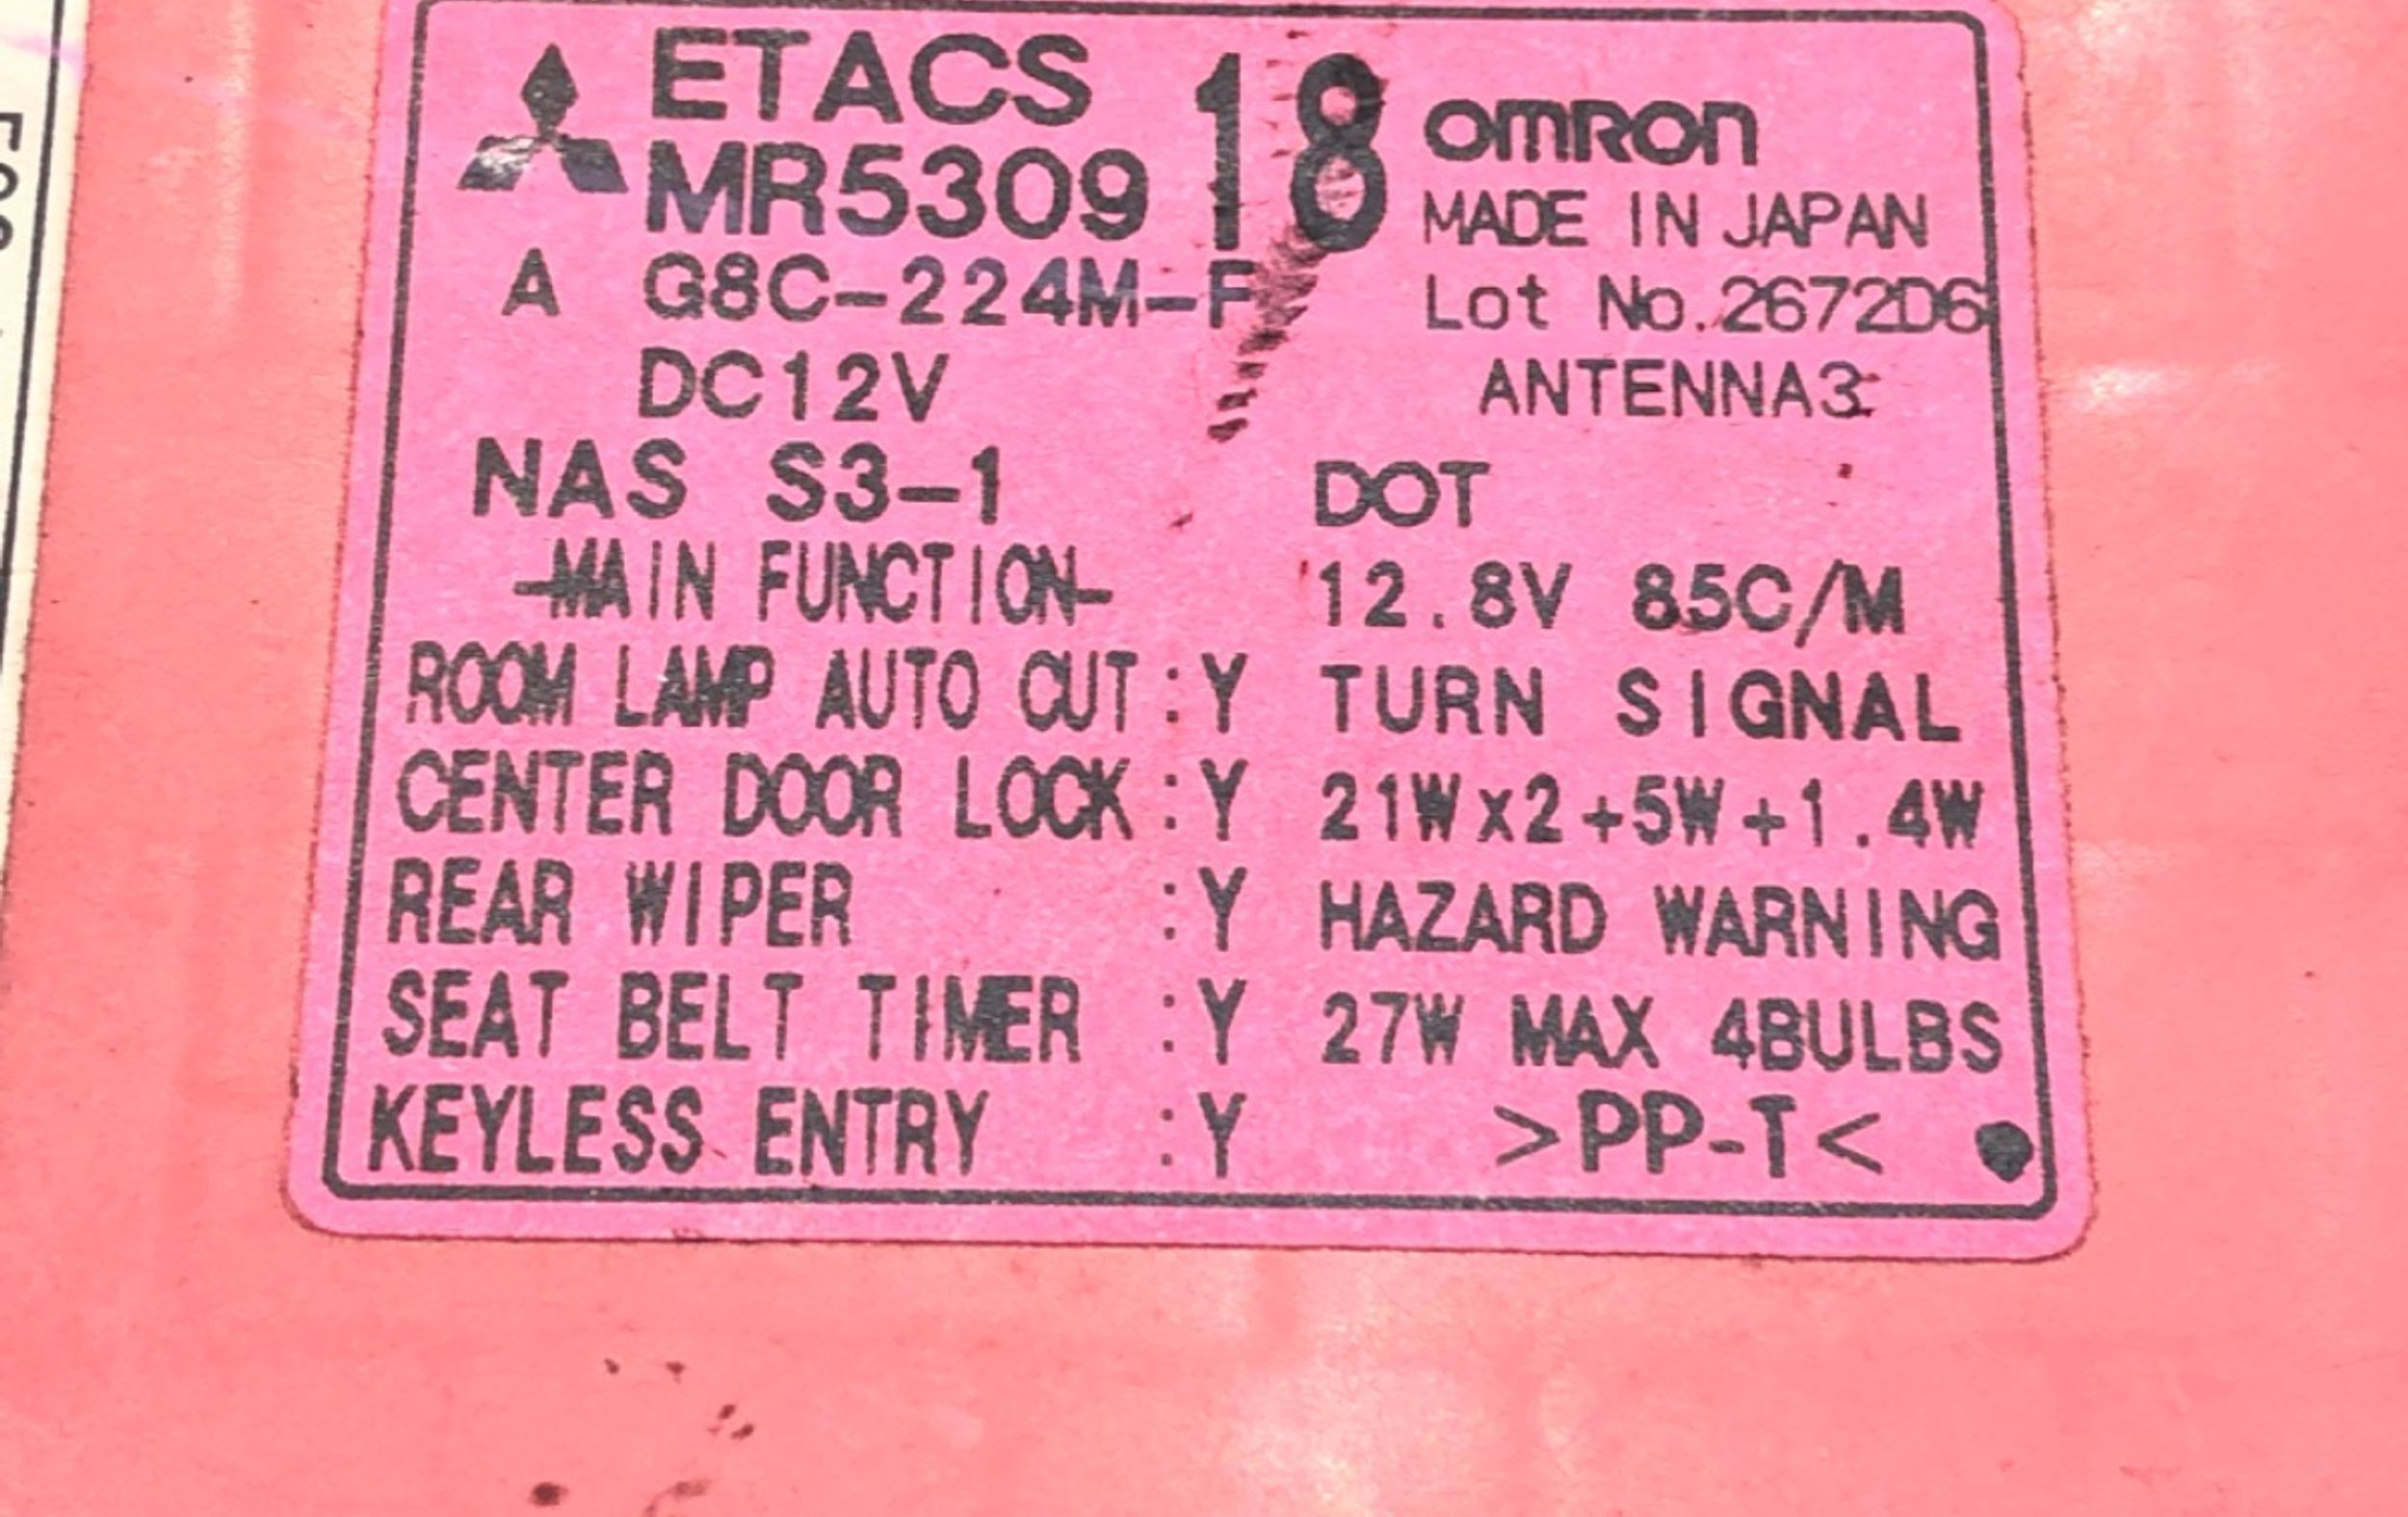 ETACS
MR5309 18
A G8C-224M-F
DC12V
NAS S3-1
-MAIN FUNCTION-
ROOM LAMP AUTO CUT:Y
CENTER DOOR LOCK:Y
REAR WIPER :Y
SEAT BELT TIMER :Y
KEYLESS ENTRY :Y
OMRON
MADE IN JAPAN
Lot No.2672D6
ANTENNA3
DOT
12.8V 85C/M
TURN SIGNAL
21Wx2+5W+1.4W
HAZARD WARNING
27W MAX 4BULBS
>PP-T<